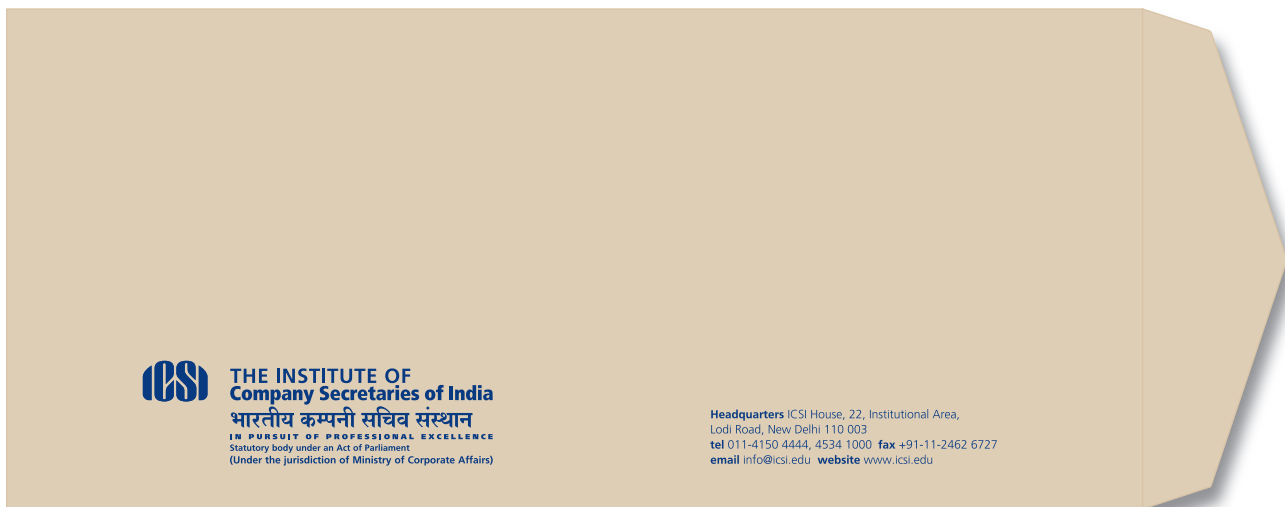 ICSI
THE INSTITUTE OF
Company Secretaries of India
भारतीय कम्पनी सचिव संस्थान
IN PURSUIT OF PROFESSIONAL EXCELLENCE
Statutory body under an Act of Parliament
(Under the jurisdiction of Ministry of Corporate Affairs)
Headquarters ICSI House, 22, Institutional Area,
Lodi Road, New Delhi 110 003
tel 011-4150 4444, 4534 1000 fax +91-11-2462 6727
email info@icsi.edu website www.icsi.edu